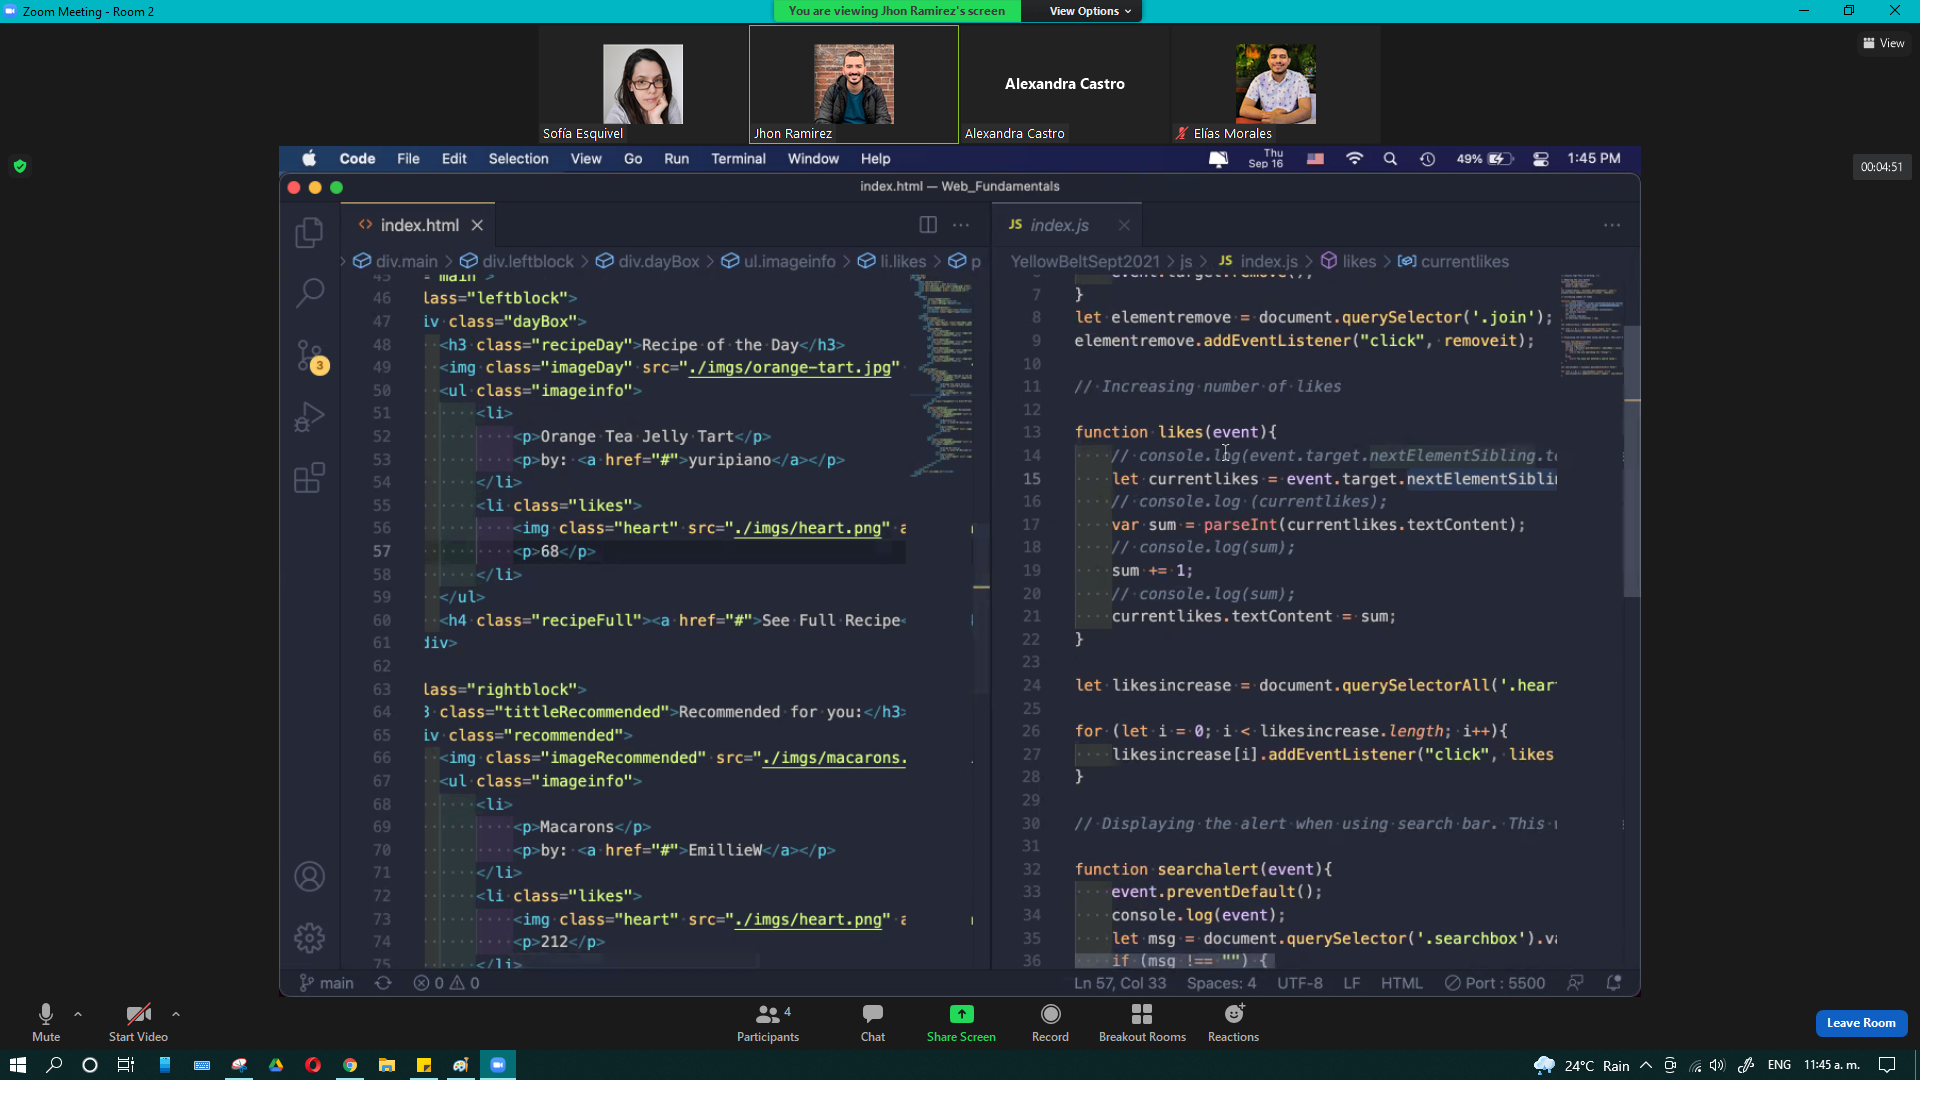 Zoom Meeting - Room 2
You are viewing Jhon Ramirez's screen
View Options
View
Sofía Esquivel
Jhon Ramirez
Alexandra Castro
Alexandra Castro
Elías Morales
00:04:51
Code File Edit Selection View Go Run Terminal Window Help
Thu Sep 16
49%
1:45 PM
index.html — Web_Fundamentals
index.html
div.main > div.leftblock > div.dayBox > ul.imageinfo > li.likes > p
3
45 = "main">
46 lass="leftblock">
47 iv class="dayBox">
48 <h3 class="recipeDay">Recipe of the Day</h3>
49 <img class="imageDay" src="./imgs/orange-tart.jpg"
50 <ul class="imageinfo">
51 <li>
52 <p>Orange Tea Jelly Tart</p>
53 <p>by: <a href="#">yuripiano</a></p>
54 </li>
55 <li class="likes">
56 <img class="heart" src="./imgs/heart.png" a
57 <p>68</p>
58 </li>
59 </ul>
60 <h4 class="recipeFull"><a href="#">See Full Recipe<
61 div>
62
63 lass="rightblock">
64 3 class="tittleRecommended">Recommended for you:</h3>
65 iv class="recommended">
66 <img class="imageRecommended" src="./imgs/macarons.
67 <ul class="imageinfo">
68 <li>
69 <p>Macarons</p>
70 <p>by: <a href="#">EmillieW</a></p>
71 </li>
72 <li class="likes">
73 <img class="heart" src="./imgs/heart.png" a
74 <p>212</p>
75 </li>
JS index.js
YellowBeltSept2021 > js > JS index.js > likes > currentlikes
event.target.remove();
7 }
8 let elementremove = document.querySelector('.join');
9 elementremove.addEventListener("click", removeit);
10
11 // Increasing number of likes
12
13 function likes(event){
14 // console.log(event.target.nextElementSibling.te
15 let currentlikes = event.target.nextElementSiblin
16 // console.log (currentlikes);
17 var sum = parseInt(currentlikes.textContent);
18 // console.log(sum);
19 sum += 1;
20 // console.log(sum);
21 currentlikes.textContent = sum;
22 }
23
24 let likesincrease = document.querySelectorAll('.hear
25
26 for (let i = 0; i < likesincrease.length; i++){
27 likesincrease[i].addEventListener("click", likes
28 }
29
30 // Displaying the alert when using search bar. This
31
32 function searchalert(event){
33 event.preventDefault();
34 console.log(event);
35 let msg = document.querySelector('.searchbox').va
36 if (msg !== "") {
main 0 0
Ln 57, Col 33 Spaces: 4 UTF-8 LF HTML Port : 5500
Mute
Start Video
Participants 4
Chat
Share Screen
Record
Breakout Rooms
Reactions
Leave Room
24°C Rain
ENG
11:45 a. m.